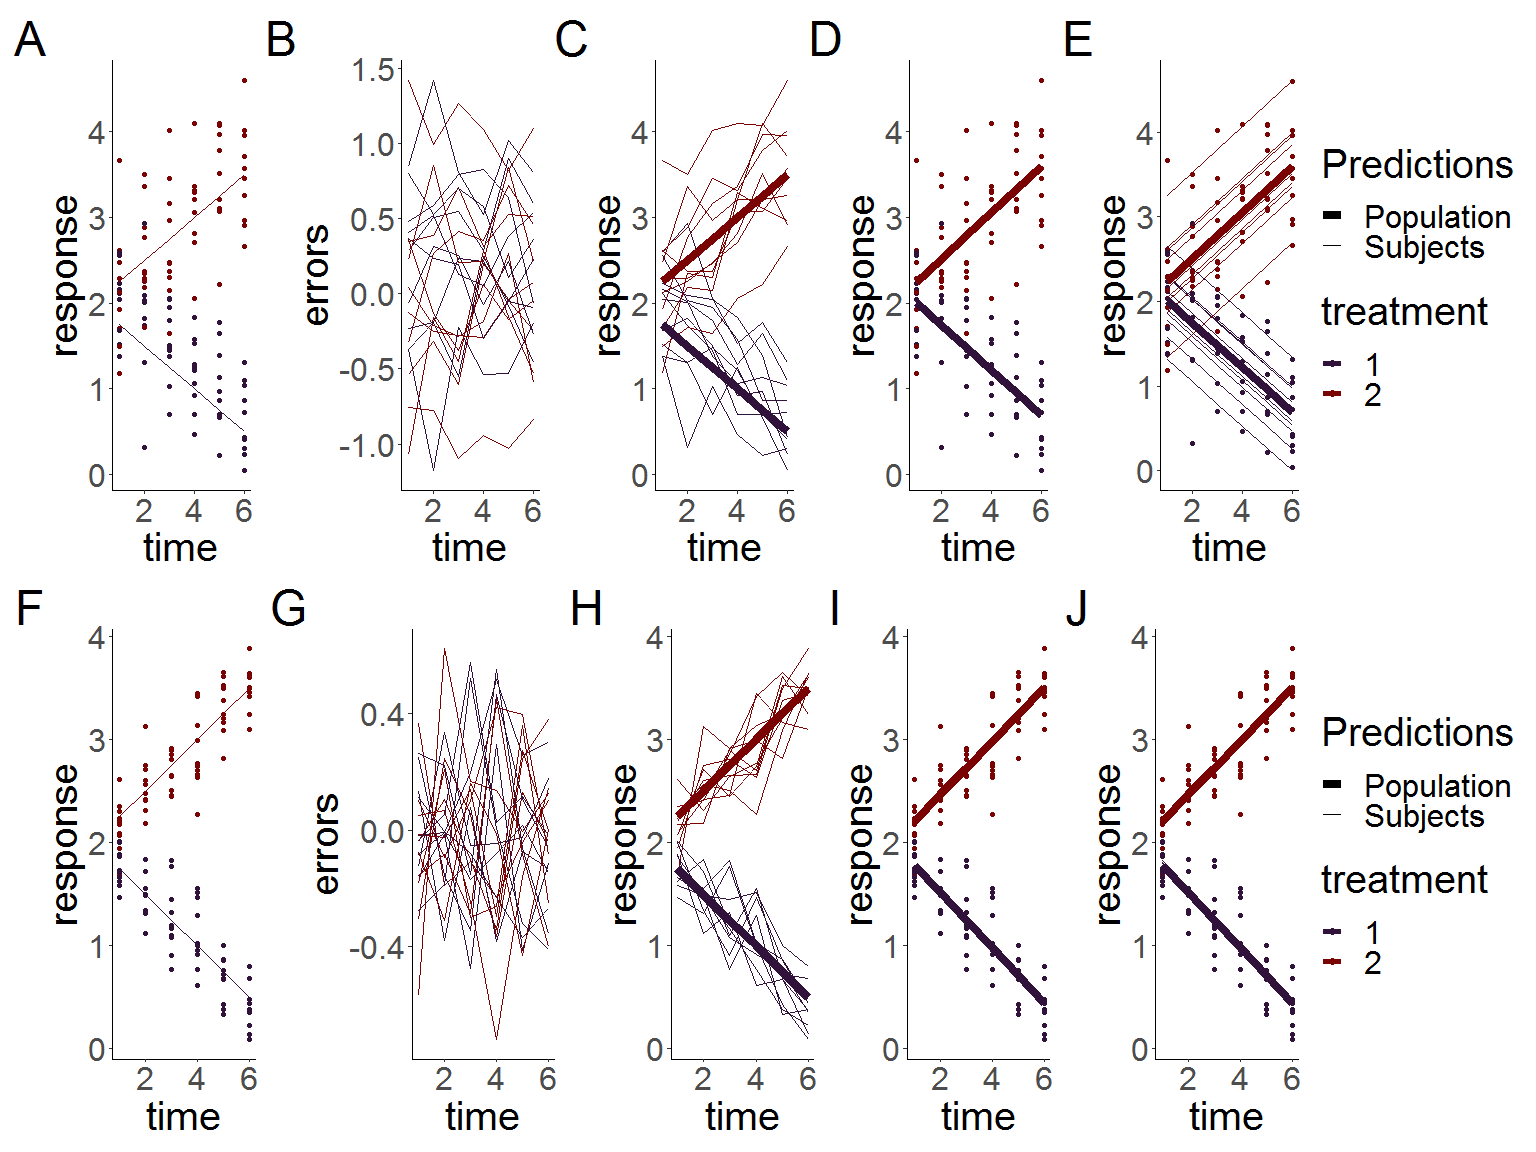 A
B
C
D
E
response
4
3
2
1
0
2 4 6
time
errors
1.5
1.0
0.5
0.0
-0.5
-1.0
2 4 6
time
response
4
3
2
1
0
2 4 6
time
response
4
3
2
1
0
2 4 6
time
response
4
3
2
1
0
2 4 6
time
Predictions
Population
Subjects
treatment
1
2
F
G
H
I
J
response
4
3
2
1
0
2 4 6
time
errors
0.4
0.0
-0.4
2 4 6
time
response
4
3
2
1
0
2 4 6
time
response
4
3
2
1
0
2 4 6
time
response
4
3
2
1
0
2 4 6
time
Predictions
Population
Subjects
treatment
1
2